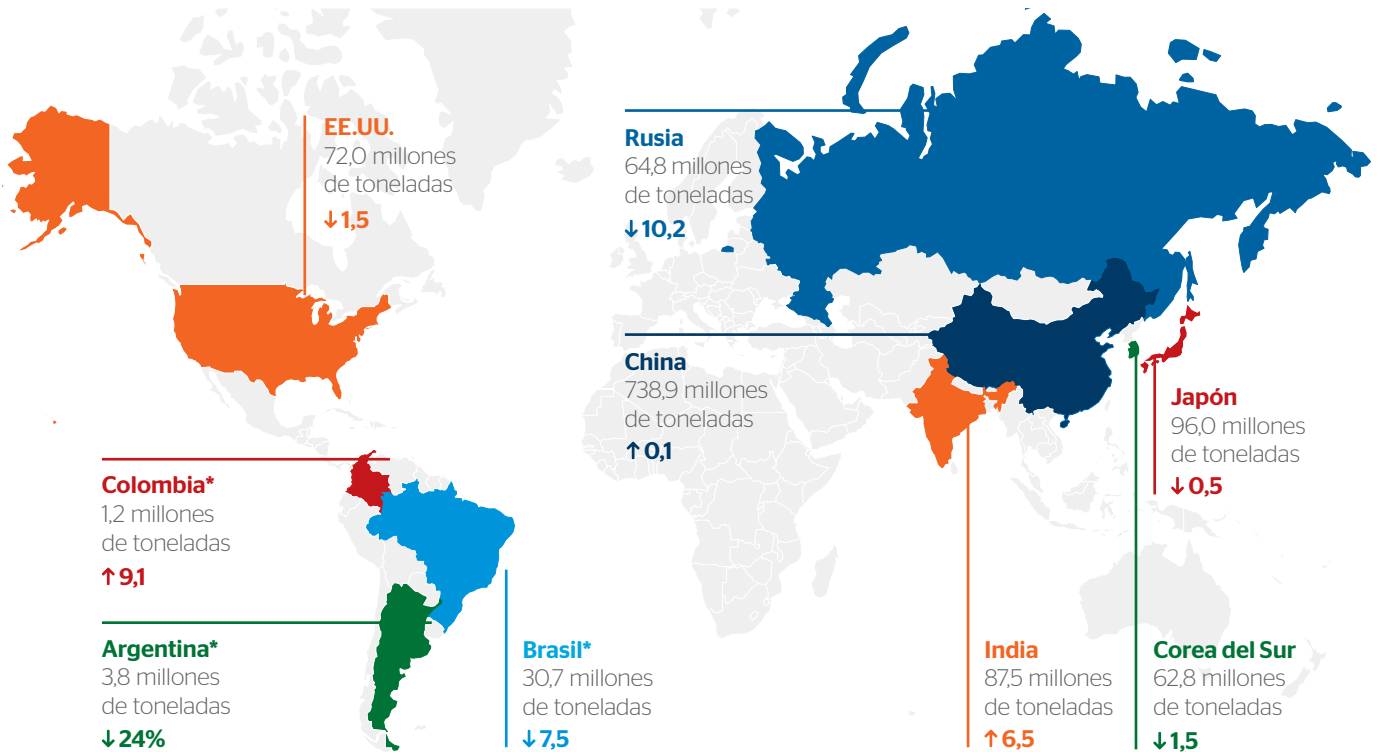 EE.UU.
72,0 millones
de toneladas
↓1,5
Rusia
64,8 millones
de toneladas
↓10,2
China
738,9 millones
de toneladas
↑0,1
Japón
96,0 millones
de toneladas
↓0,5
Colombia*
1,2 millones
de toneladas
↑9,1
Argentina*
3,8 millones
de toneladas
↓24%
Brasil*
30,7 millones
de toneladas
↓7,5
India
87,5 millones
de toneladas
↑6,5
Corea del Sur
62,8 millones
de toneladas
↓1,5